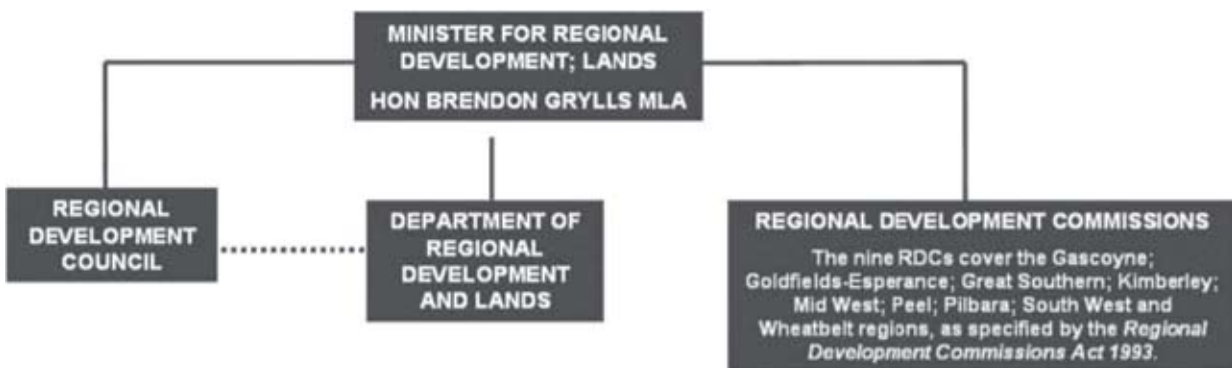 MINISTER FOR REGIONAL
DEVELOPMENT; LANDS
HON BRENDON GRYLLS MLA
REGIONAL
DEVELOPMENT
COUNCIL
DEPARTMENT OF
REGIONAL
DEVELOPMENT
AND LANDS
REGIONAL DEVELOPMENT COMMISSIONS
The nine RDCs cover the Gascoyne;
Goldfields-Esperance; Great Southern; Kimberley;
Mid West; Peel; Pilbara; South West and
Wheatbelt regions, as specified by the Regional
Development Commissions Act 1993.